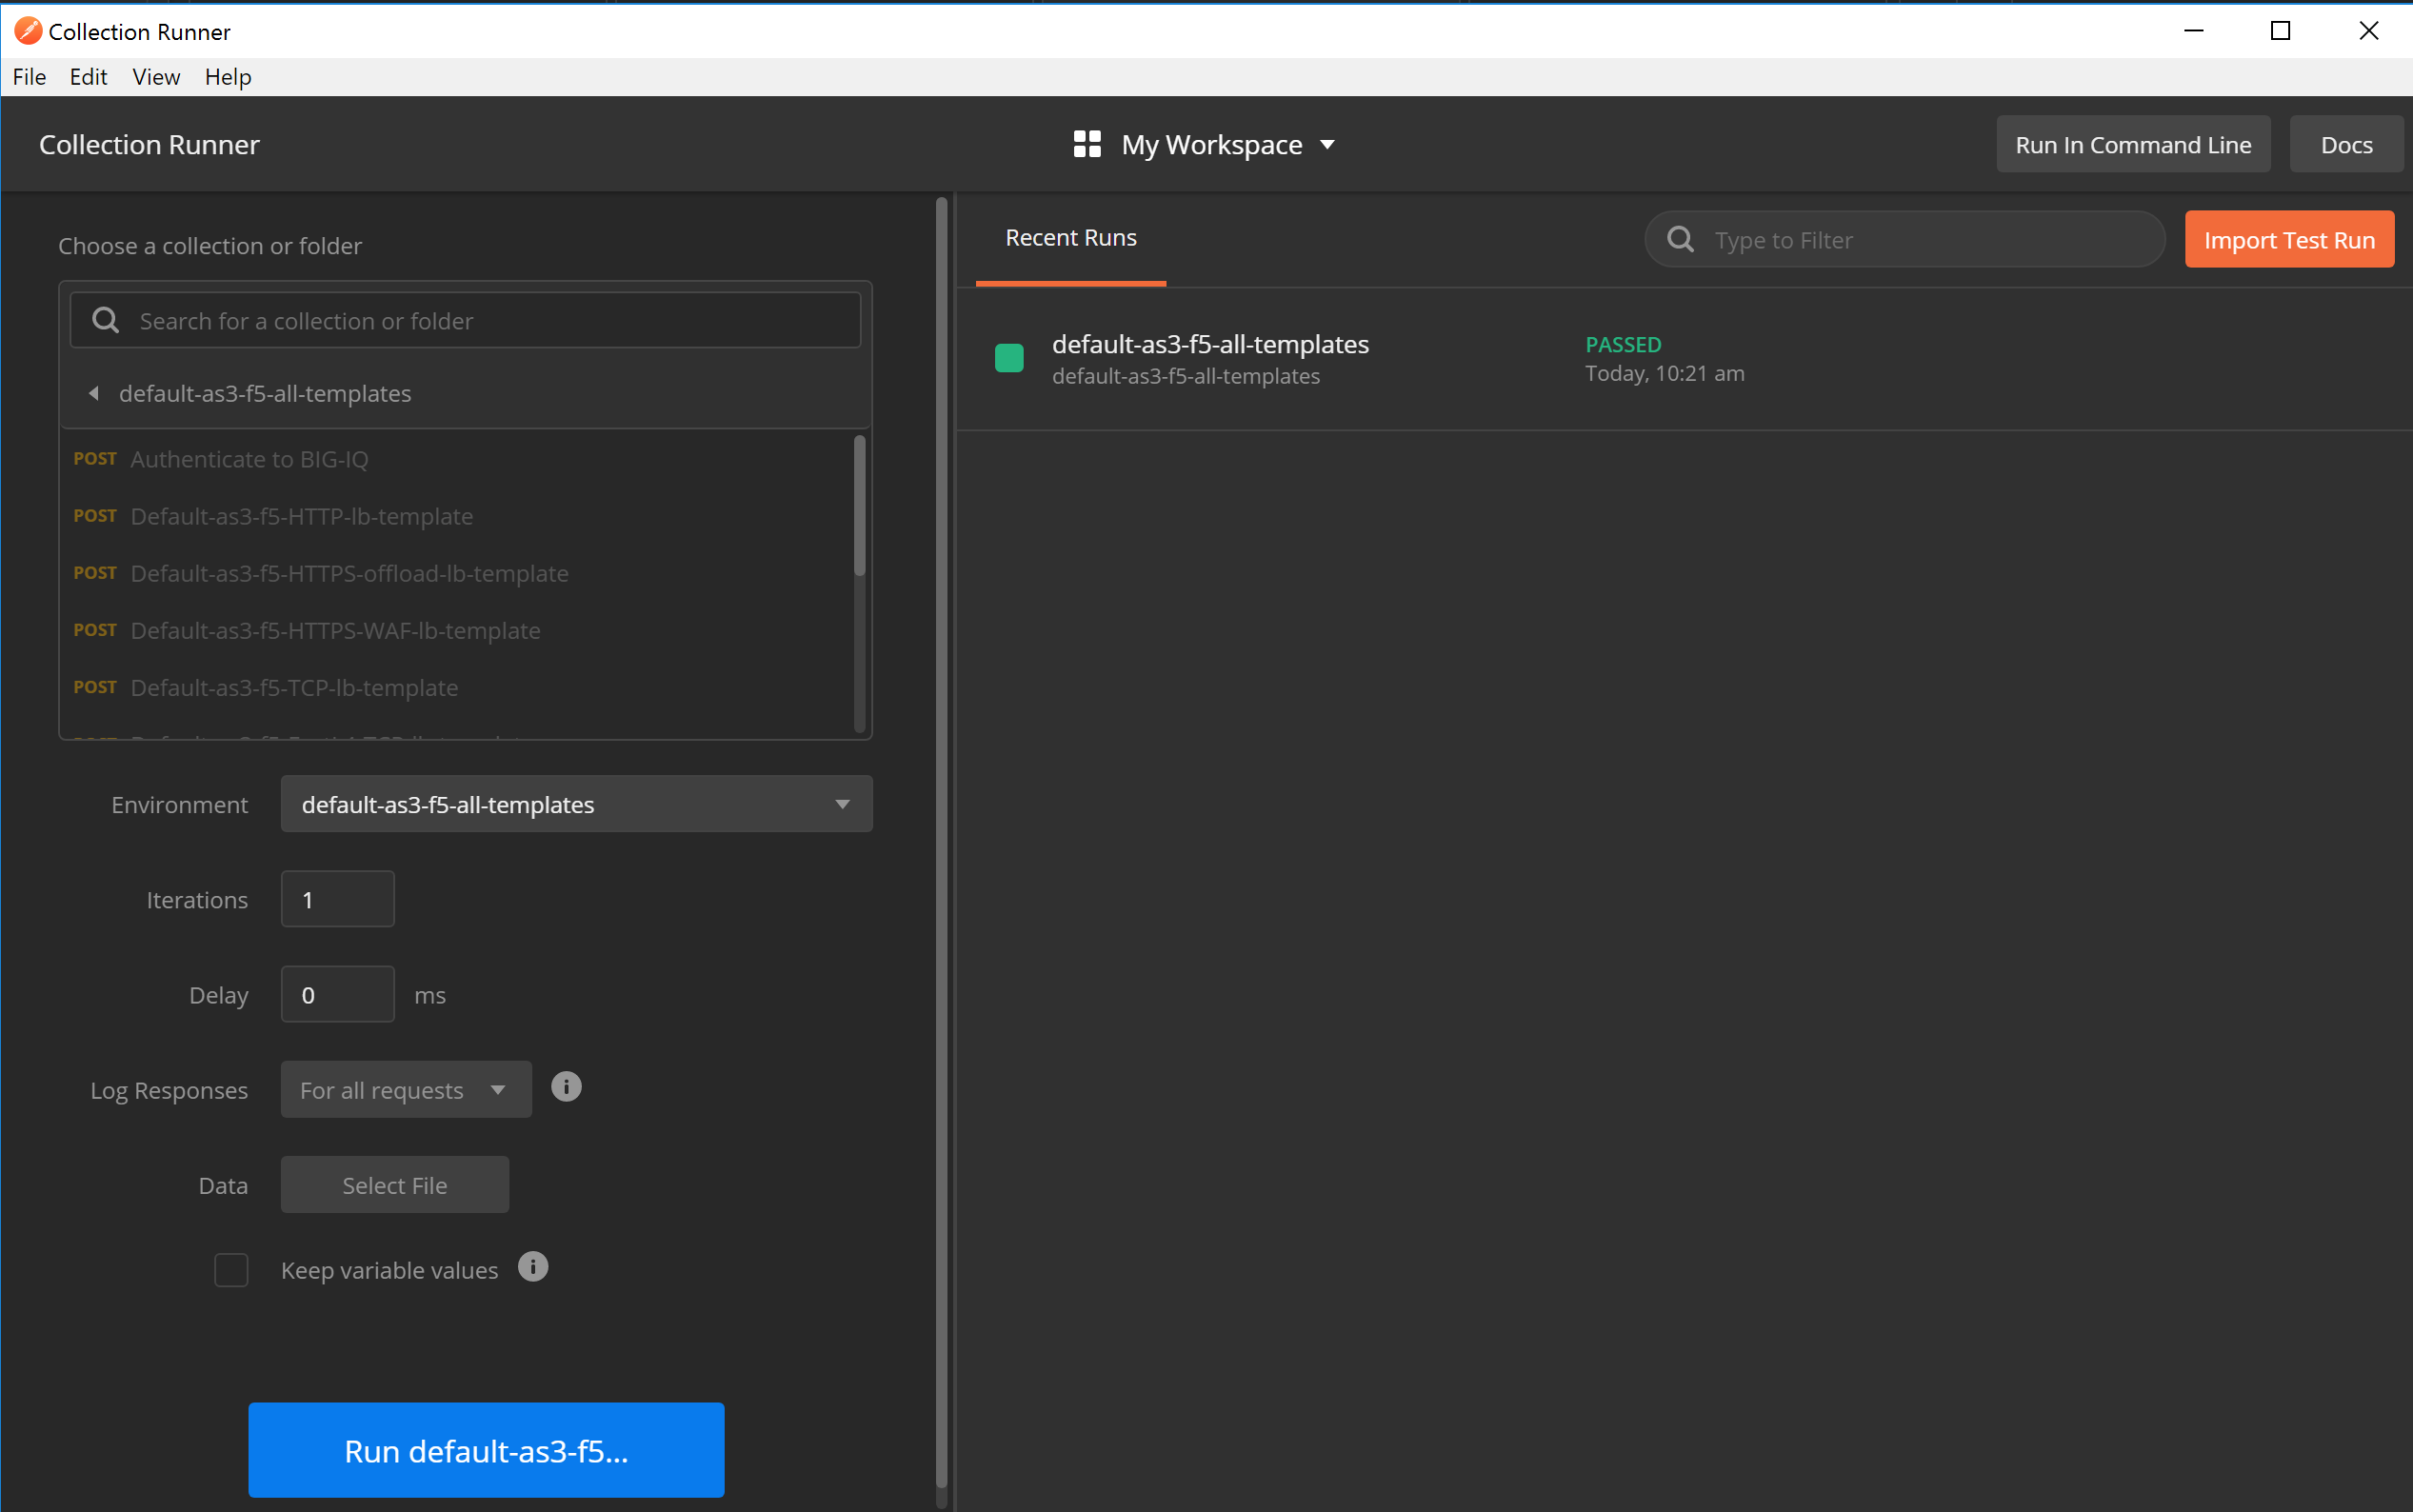 Collection Runner
File Edit View Help
Collection Runner
My Workspace
Run In Command Line
Docs
Choose a collection or folder
Search for a collection or folder
default-as3-f5-all-templates
POST Authenticate to BIG-IQ
POST Default-as3-f5-HTTP-lb-template
POST Default-as3-f5-HTTPS-offload-lb-template
POST Default-as3-f5-HTTPS-WAF-lb-template
POST Default-as3-f5-TCP-lb-template
Environment default-as3-f5-all-templates
Iterations 1
Delay 0 ms
Log Responses For all requests
Data Select File
Keep variable values
Run default-as3-f5...
Recent Runs
Type to Filter
Import Test Run
default-as3-f5-all-templates
default-as3-f5-all-templates
PASSED
Today, 10:21 am